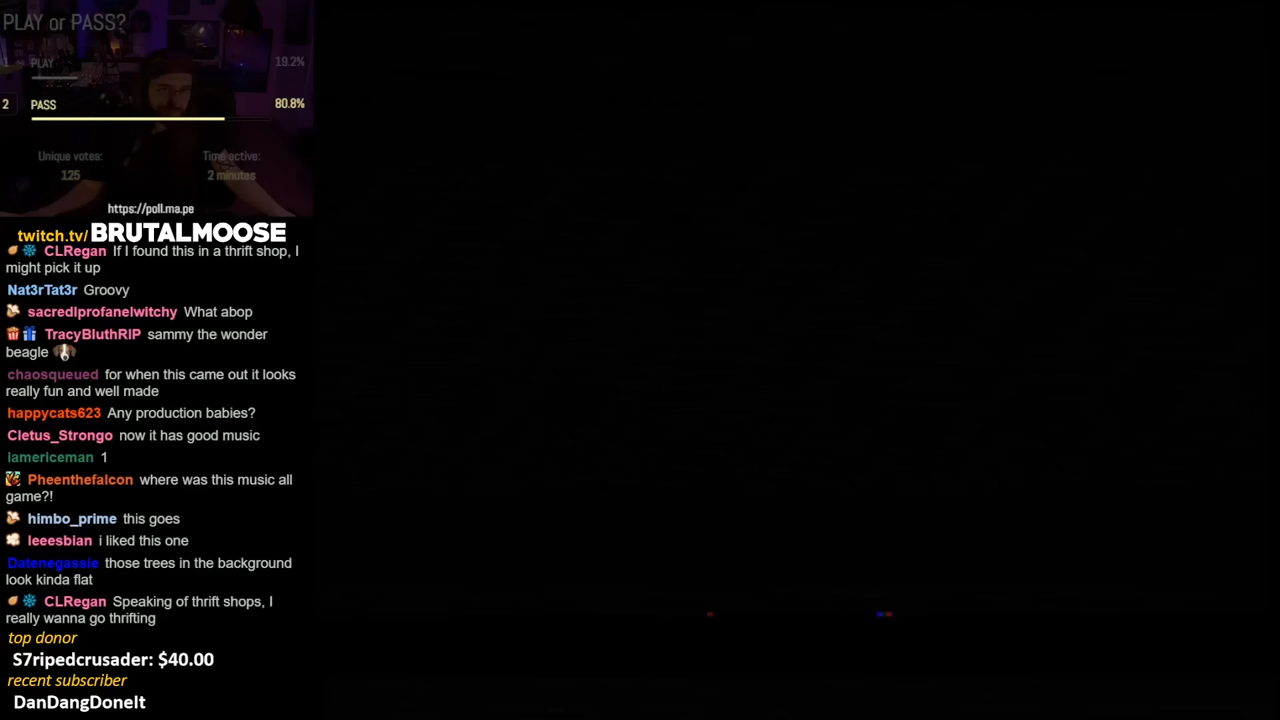 PLAY or PASS?
1 PLAY 19.2%
2 PASS 80.8%
Unique votes: Time active:
125 2 minutes
https://poll.ma.pe
twitch.tv/BRUTALMOOSE
CLRegan If I found this in a thrift shop, I
might pick it up
Nat3rTat3r Groovy
sacredlprofanelwitchy What abop
TracyBluthRIP sammy the wonder
beagle
chaosqueued for when this came out it looks
really fun and well made
happycats623 Any production babies?
Cletus_Strongo now it has good music
iamericeman 1
Pheenthefalcon where was this music all
game?!
himbo_prime this goes
leeesbian i liked this one
Datenegassie those trees in the background
look kinda flat
CLRegan Speaking of thrift shops, I
really wanna go thrifting
top donor
S7ripedcrusader: $40.00
recent subscriber
DanDangDoneIt